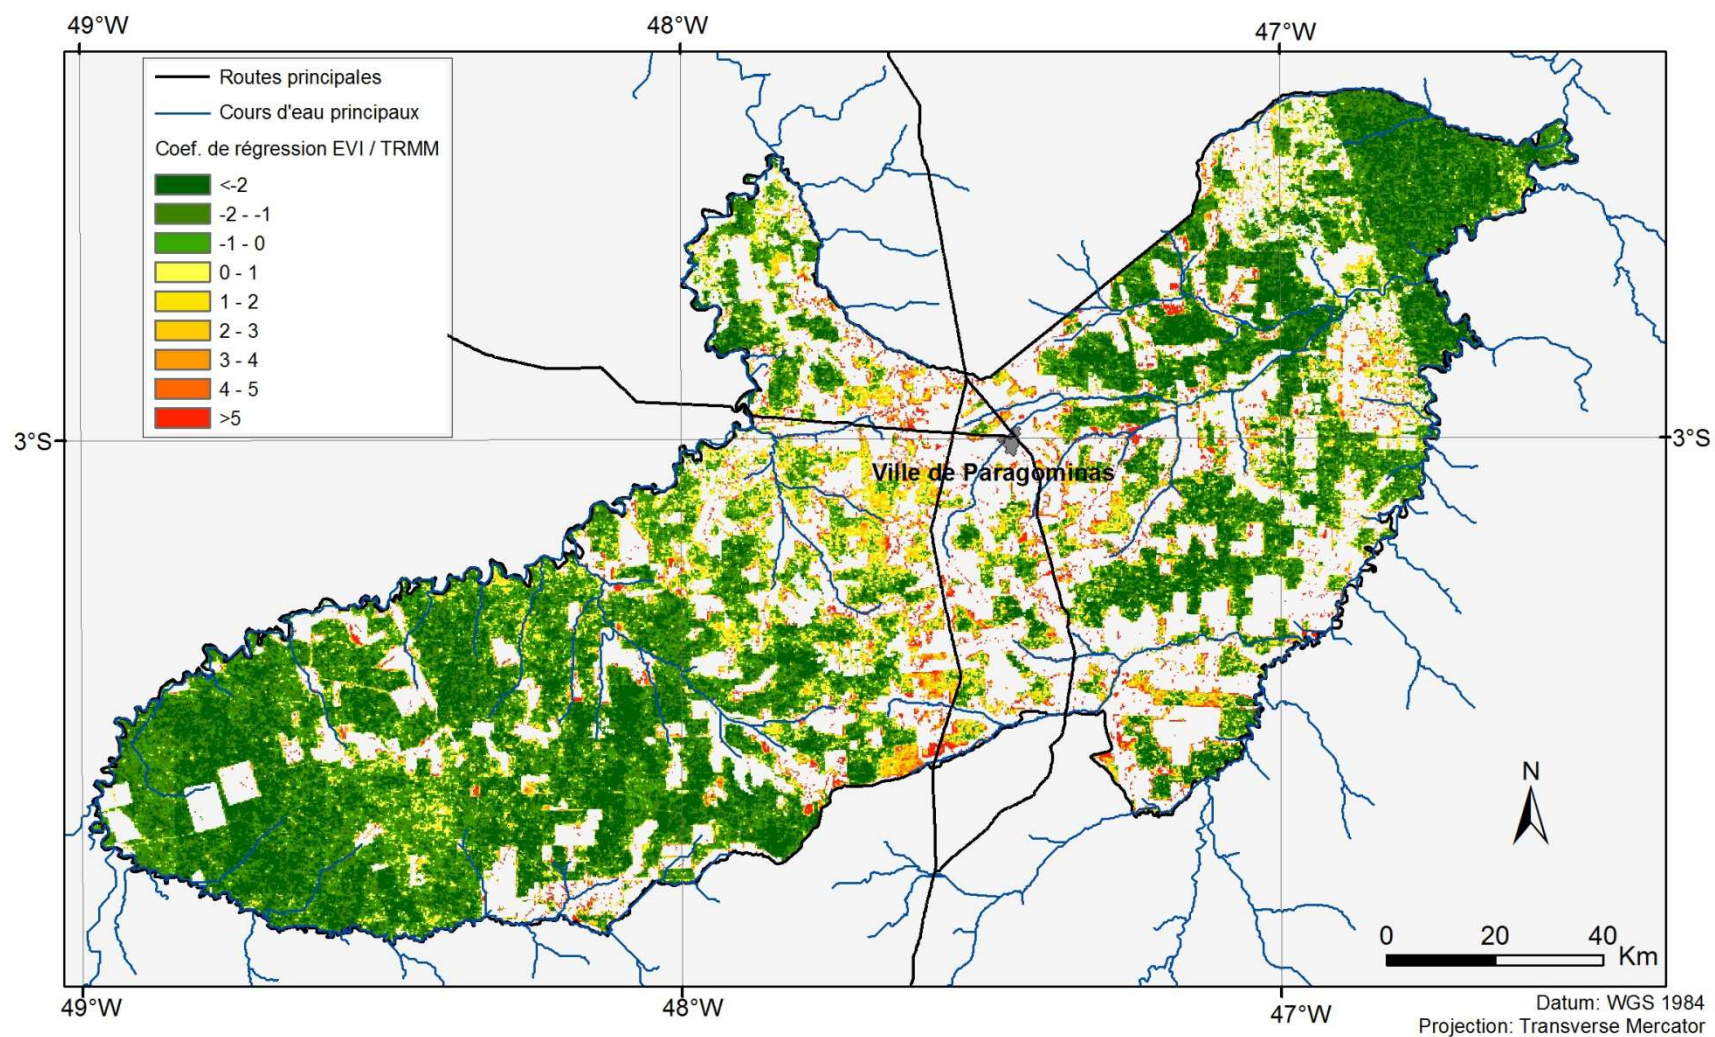 49°W
48°W
47°W
Routes principales
Cours d'eau principaux
Coef. de régression EVI / TRMM
<-2
-2 - -1
-1 - 0
0 - 1
1 - 2
2 - 3
3 - 4
4 - 5
>5
3°S
3°S
Ville de Paragominas
N
0 20 40
Km
49°W
48°W
47°W
Datum: WGS 1984
Projection: Transverse Mercator